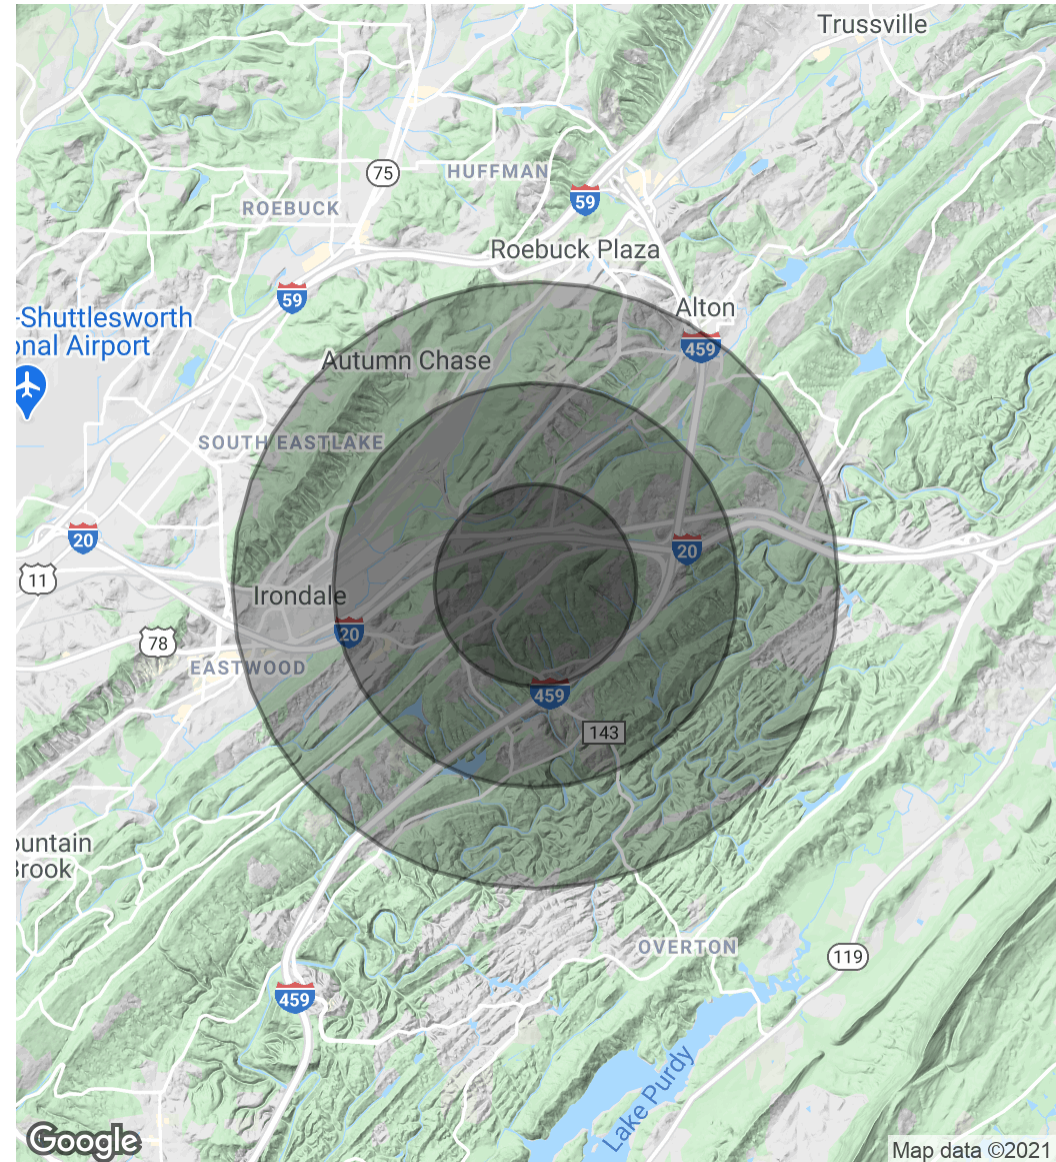 Trussville
75
HUFFMAN
ROEBUCK
59
Roebuck Plaza
59
Alton
-Shuttlesworth
onal Airport
459
Autumn Chase
SOUTH EASTLAKE
20
20
11
Irondale
20
78
EASTWOOD
459
143
ountain
Brook
OVERTON
119
459
Lake Purdy
Google
Map data ©2021